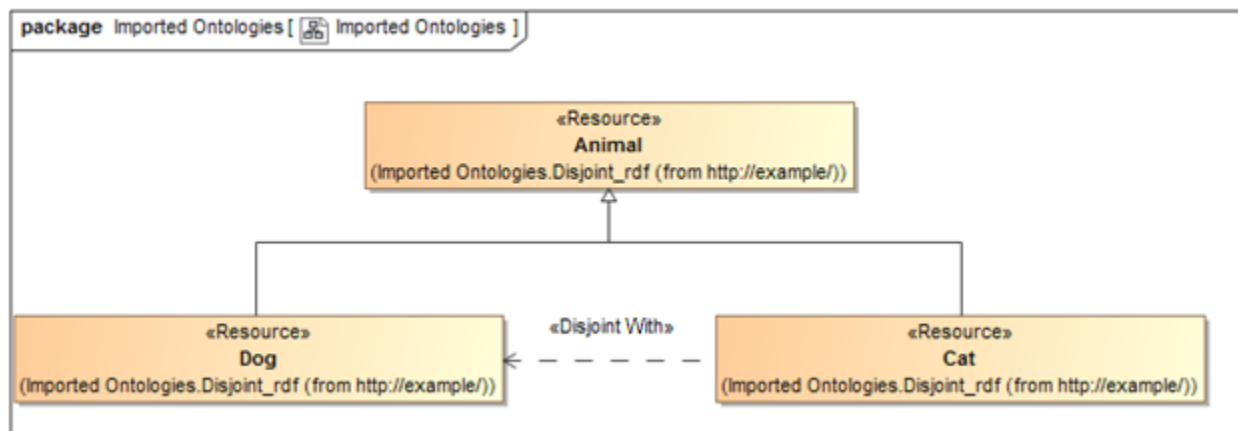 package Imported Ontologies [ Imported Ontologies ]
«Resource»
Animal
(Imported Ontologies.Disjoint_rdf (from http://example/))
«Resource»
Dog
(Imported Ontologies.Disjoint_rdf (from http://example/))
«Disjoint With»
«Resource»
Cat
(Imported Ontologies.Disjoint_rdf (from http://example/))